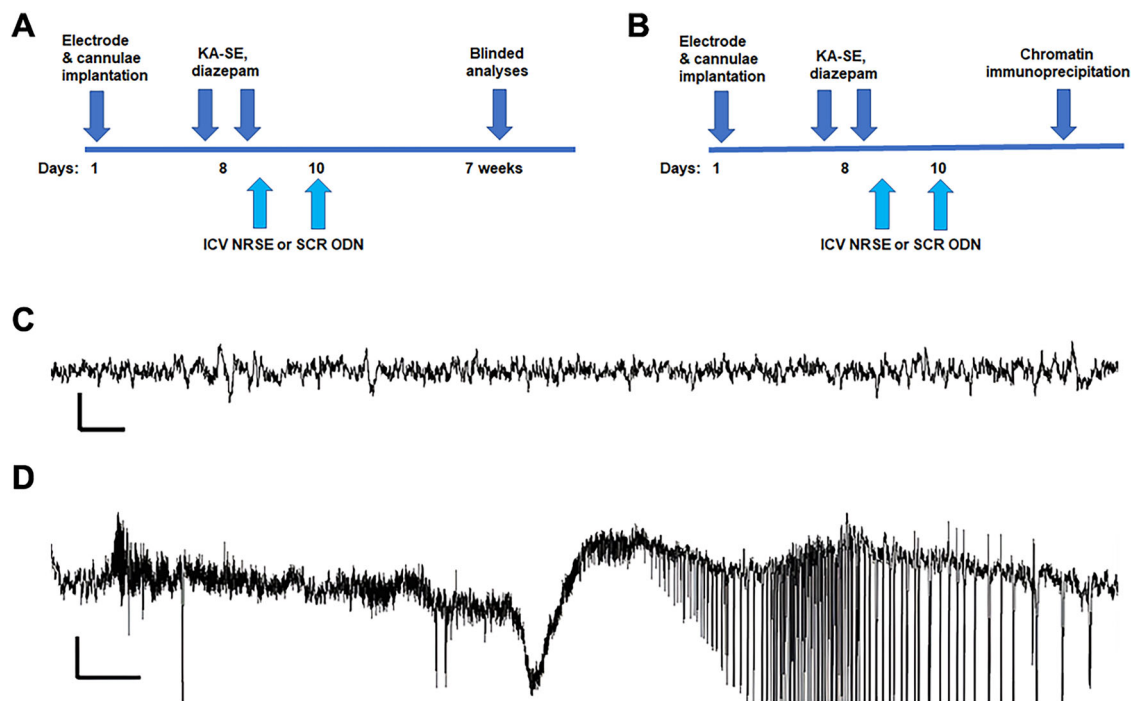 A
Electrode
& cannulae
implantation
KA-SE,
diazepam
Blinded
analyses
Days: 1 8 10 7 weeks
ICV NRSE or SCR ODN
B
Electrode
& cannulae
implantation
KA-SE,
diazepam
Chromatin
immunoprecipitation
Days: 1 8 10
ICV NRSE or SCR ODN
C
D